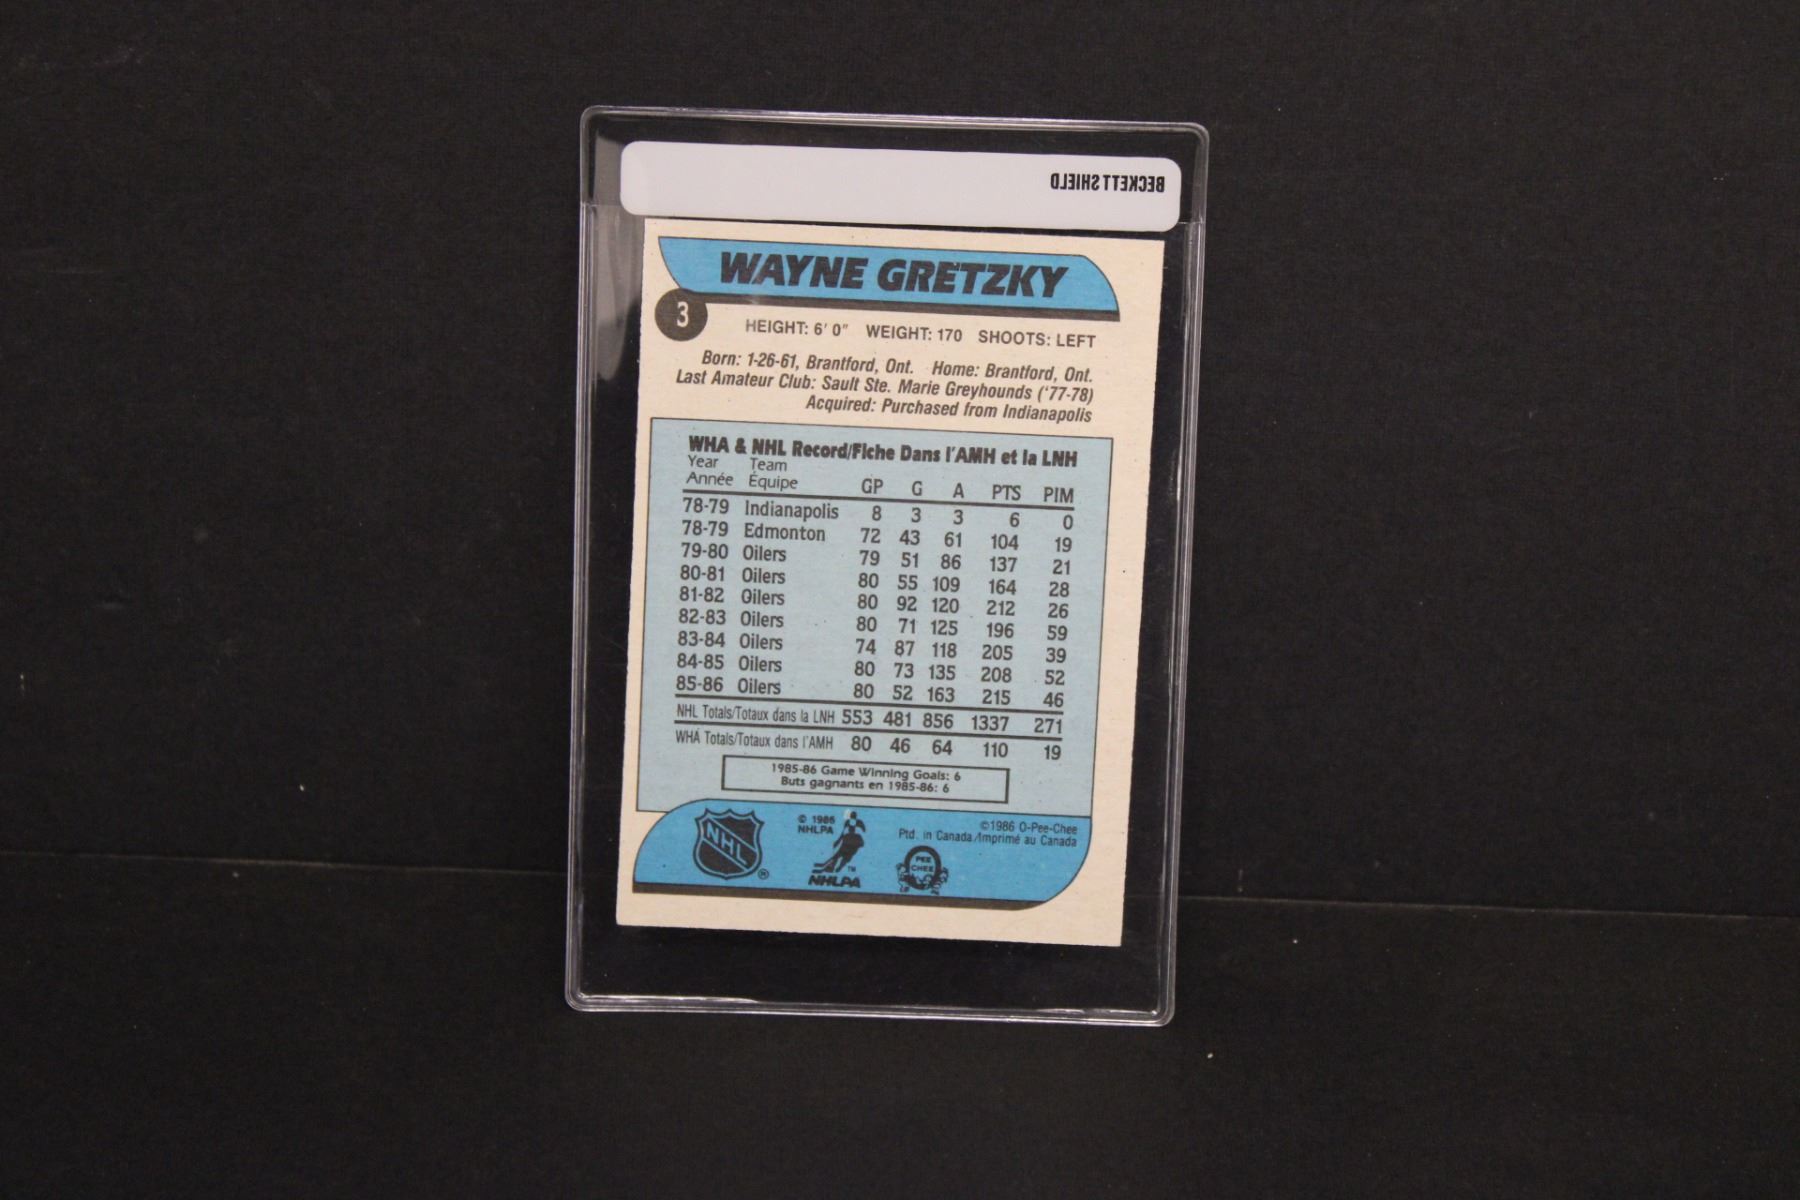 BECKETT SHIELD
WAYNE GRETZKY
3
HEIGHT: 6' 0" WEIGHT: 170 SHOOTS: LEFT
Born: 1-26-61, Brantford, Ont. Home: Brantford, Ont.
Last Amateur Club: Sault Ste. Marie Greyhounds ('77-78)
Acquired: Purchased from Indianapolis
WHA & NHL Record/Fiche Dans l'AMH et la LNH
Year Team
Année Équipe GP G A PTS PIM
78-79 Indianapolis 8 3 3 6 0
78-79 Edmonton 72 43 61 104 19
79-80 Oilers 79 51 86 137 21
80-81 Oilers 80 55 109 164 28
81-82 Oilers 80 92 120 212 26
82-83 Oilers 80 71 125 196 59
83-84 Oilers 74 87 118 205 39
84-85 Oilers 80 73 135 208 52
85-86 Oilers 80 52 163 215 46
NHL Totals/Totaux dans la LNH 553 481 856 1337 271
WHA Totals/Totaux dans l'AMH 80 46 64 110 19
1985-86 Game Winning Goals: 6
Buts gagnants en 1985-86: 6
NHL ®
© 1986
NHLPA
™
NHLPA
©1986 O-Pee-Chee
Ptd. in Canada/Imprimé au Canada
PEE
CHEE